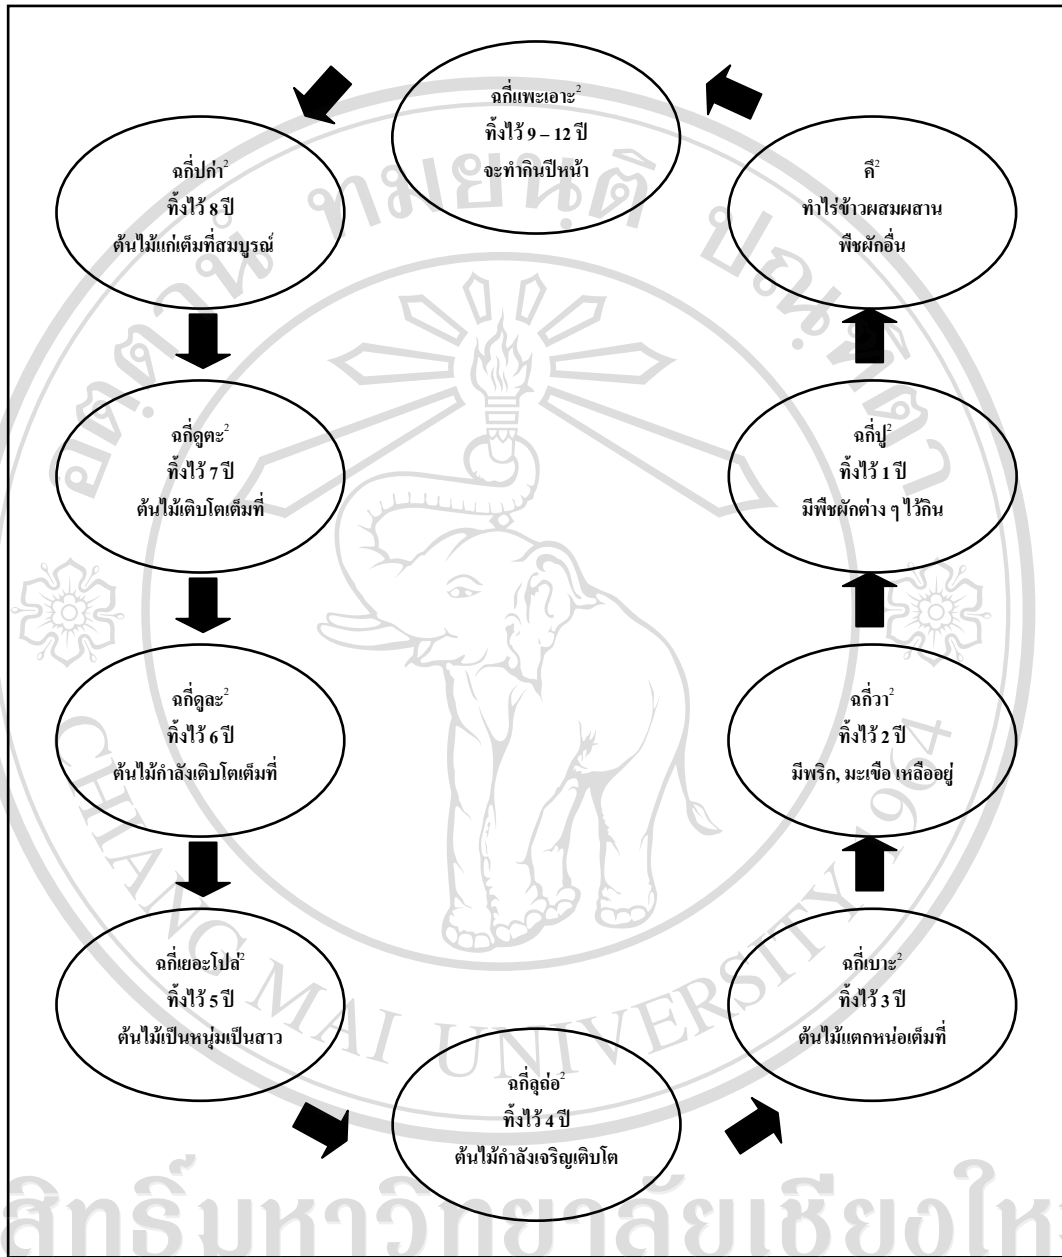 ฉกี่แพะเอาะ²
ทิ้งไว้ 9 – 12 ปี
จะทำกินปีหน้า
ฉกี่ปก่า²
ทิ้งไว้ 8 ปี
ต้นไม้แก่เต็มที่สมบูรณ์
คึ²
ทำไร่ข้าวผสมผสาน
พืชผักอื่น
ฉกี่ดูตะ²
ทิ้งไว้ 7 ปี
ต้นไม้เติบโตเต็มที่
ฉกี่ปู²
ทิ้งไว้ 1 ปี
มีพืชผักต่าง ๆ ไว้กิน
ฉกี่ดูละ²
ทิ้งไว้ 6 ปี
ต้นไม้กำลังเติบโตเต็มที่
ฉกี่วา²
ทิ้งไว้ 2 ปี
มีพริก, มะเขือ เหลืออยู่
ฉกี่เยอะโปล่²
ทิ้งไว้ 5 ปี
ต้นไม้เป็นหนุ่มเป็นสาว
ฉกี่เบาะ²
ทิ้งไว้ 3 ปี
ต้นไม้แตกหน่อเต็มที่
ฉกี่ลุถ่อ²
ทิ้งไว้ 4 ปี
ต้นไม้กำลังเจริญเติบโต
อตฺตานํ ทมยนฺติ ปณฺฑิตา
CHIANG MAI UNIVERSITY 1964
สิทธิ์มหาวิทยาลัยเชียงให